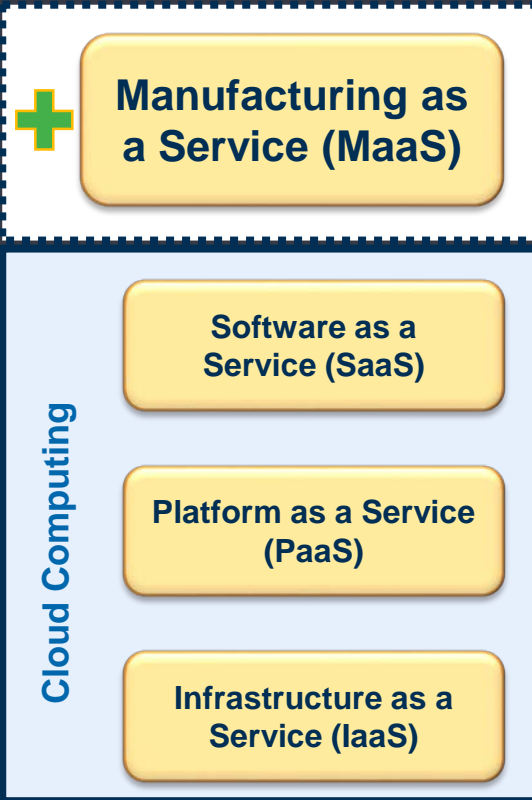 Manufacturing as
a Service (MaaS)
Software as a
Service (SaaS)
Cloud Computing
Platform as a Service
(PaaS)
Infrastructure as a
Service (IaaS)